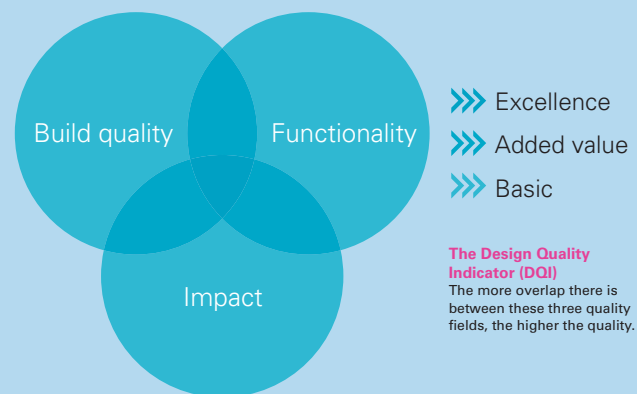 Build quality
Functionality
Impact
Excellence
Added value
Basic
The Design Quality
Indicator (DQI)
The more overlap there is
between these three quality
fields, the higher the quality.